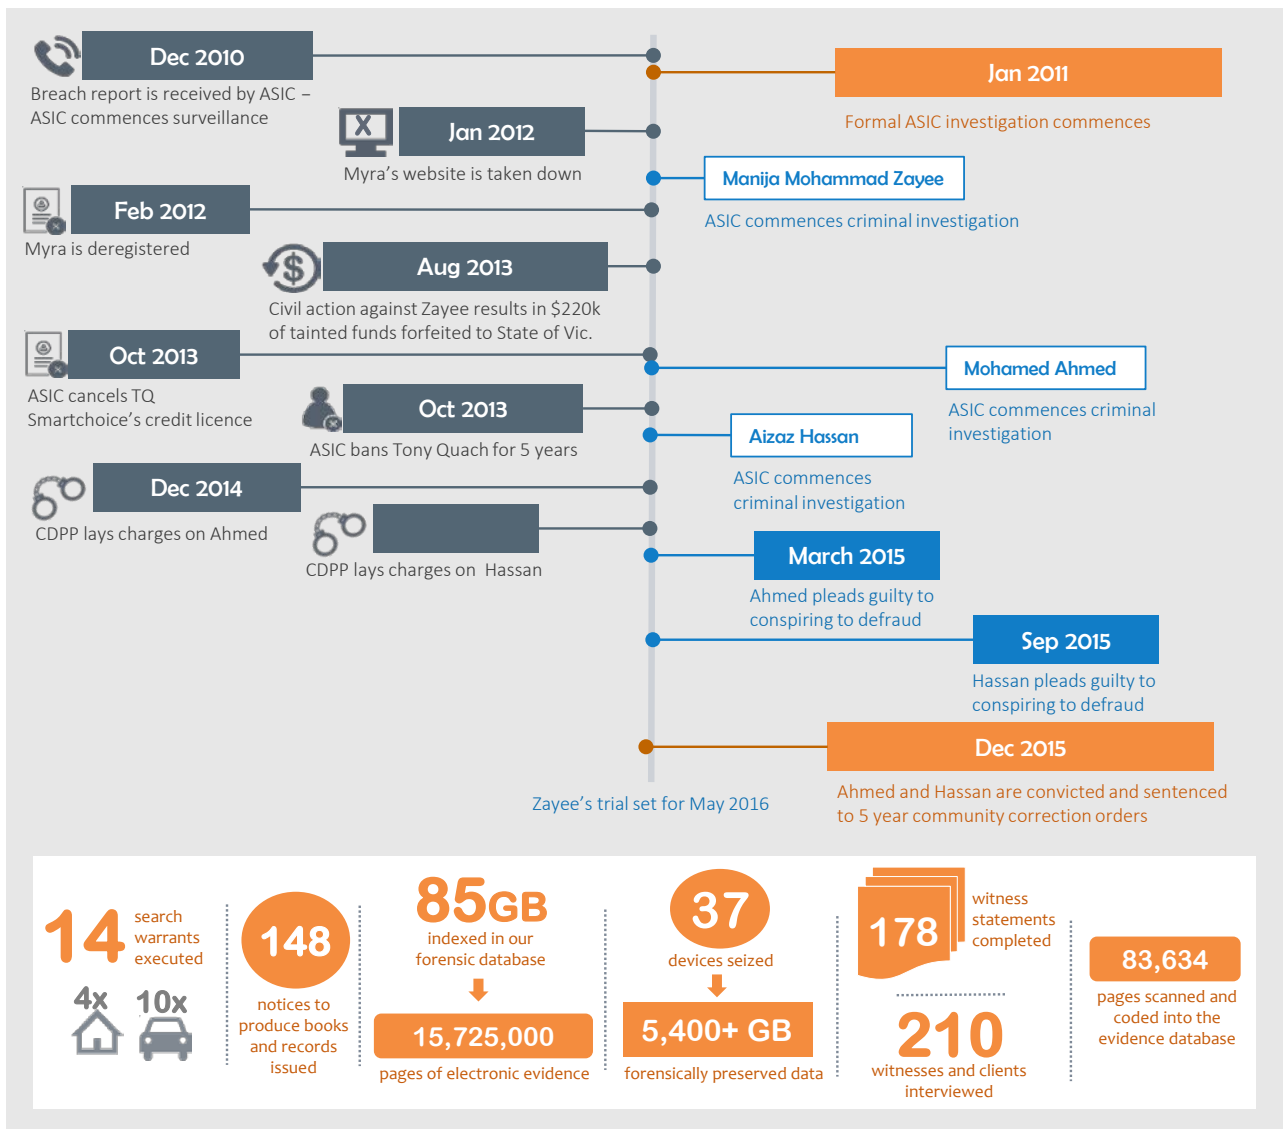 Dec 2010
Breach report is received by ASIC –
ASIC commences surveillance
Jan 2011
Formal ASIC investigation commences
X
Jan 2012
Myra's website is taken down
Manija Mohammad Zayee
ASIC commences criminal investigation
Feb 2012
Myra is deregistered
$
Aug 2013
Civil action against Zayee results in $220k
of tainted funds forfeited to State of Vic.
Oct 2013
ASIC cancels TQ
Smartchoice's credit licence
Mohamed Ahmed
ASIC commences criminal
investigation
Oct 2013
ASIC bans Tony Quach for 5 years
Aizaz Hassan
ASIC commences
criminal investigation
Dec 2014
CDPP lays charges on Ahmed
CDPP lays charges on Hassan
March 2015
Ahmed pleads guilty to
conspiring to defraud
Sep 2015
Hassan pleads guilty to
conspiring to defraud
Dec 2015
Ahmed and Hassan are convicted and sentenced
to 5 year community correction orders
Zayee's trial set for May 2016
14
search
warrants
executed
4x
10x
148
notices to
produce books
and records
issued
85GB
indexed in our
forensic database
15,725,000
pages of electronic evidence
37
devices seized
5,400+ GB
forensically preserved data
178
witness
statements
completed
210
witnesses and clients
interviewed
83,634
pages scanned and
coded into the
evidence database